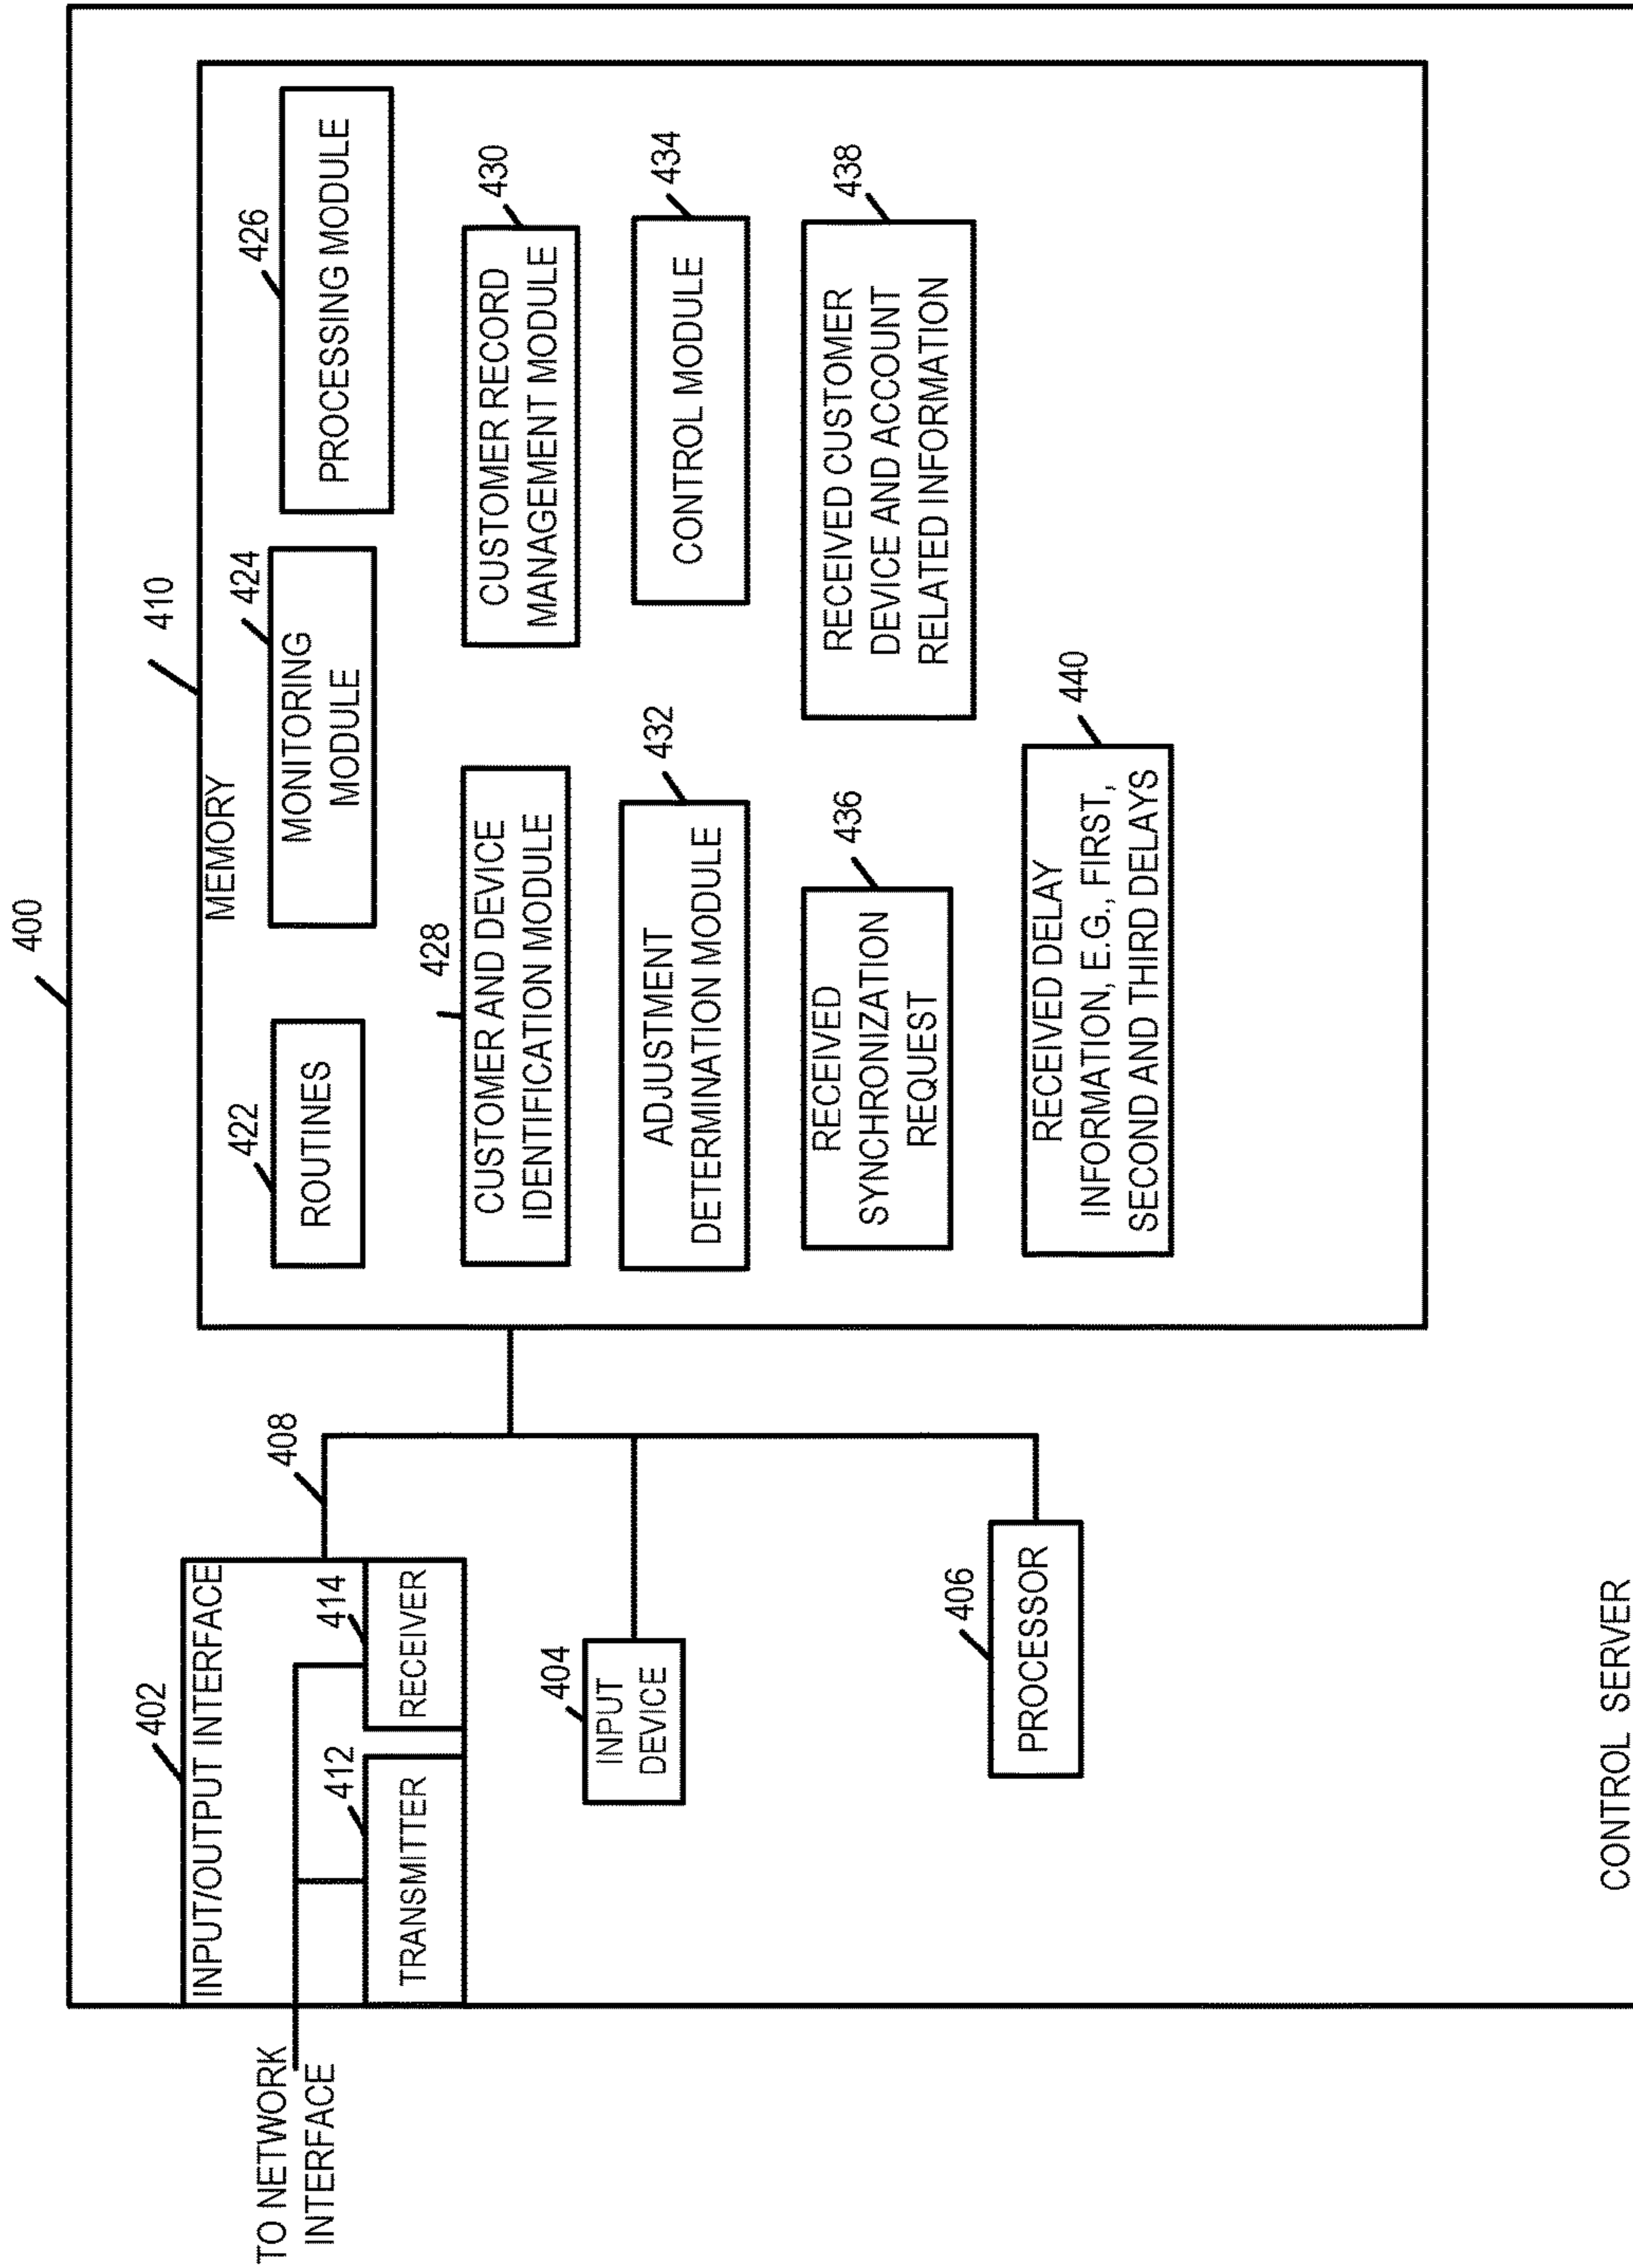 400
TO NETWORK
INTERFACE
402
INPUT/OUTPUT INTERFACE
412
TRANSMITTER
414
RECEIVER
408
404
INPUT
DEVICE
406
PROCESSOR
410
MEMORY
422
ROUTINES
424
MONITORING
MODULE
426
PROCESSING MODULE
428
CUSTOMER AND DEVICE
IDENTIFICATION MODULE
430
CUSTOMER RECORD
MANAGEMENT MODULE
432
ADJUSTMENT
DETERMINATION MODULE
434
CONTROL MODULE
436
RECEIVED
SYNCHRONIZATION
REQUEST
438
RECEIVED CUSTOMER
DEVICE AND ACCOUNT
RELATED INFORMATION
440
RECEIVED DELAY
INFORMATION, E.G., FIRST,
SECOND AND THIRD DELAYS
CONTROL SERVER